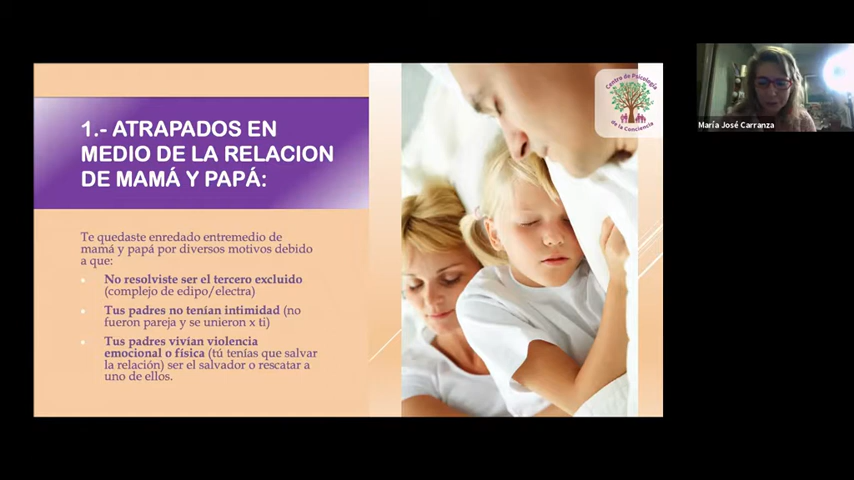 1.- ATRAPADOS EN
MEDIO DE LA RELACION
DE MAMÁ Y PAPÁ:
Te quedaste enredado entremedio de
mamá y papá por diversos motivos debido
a que:
No resolviste ser el tercero excluido
(complejo de edipo/electra)
Tus padres no tenían intimidad (no
fueron pareja y se unieron x ti)
Tus padres vivían violencia
emocional o física (tú tenías que salvar
la relación) ser el salvador o rescatar a
uno de ellos.
Centro de Psicología
de la Conciencia
María José Carranza